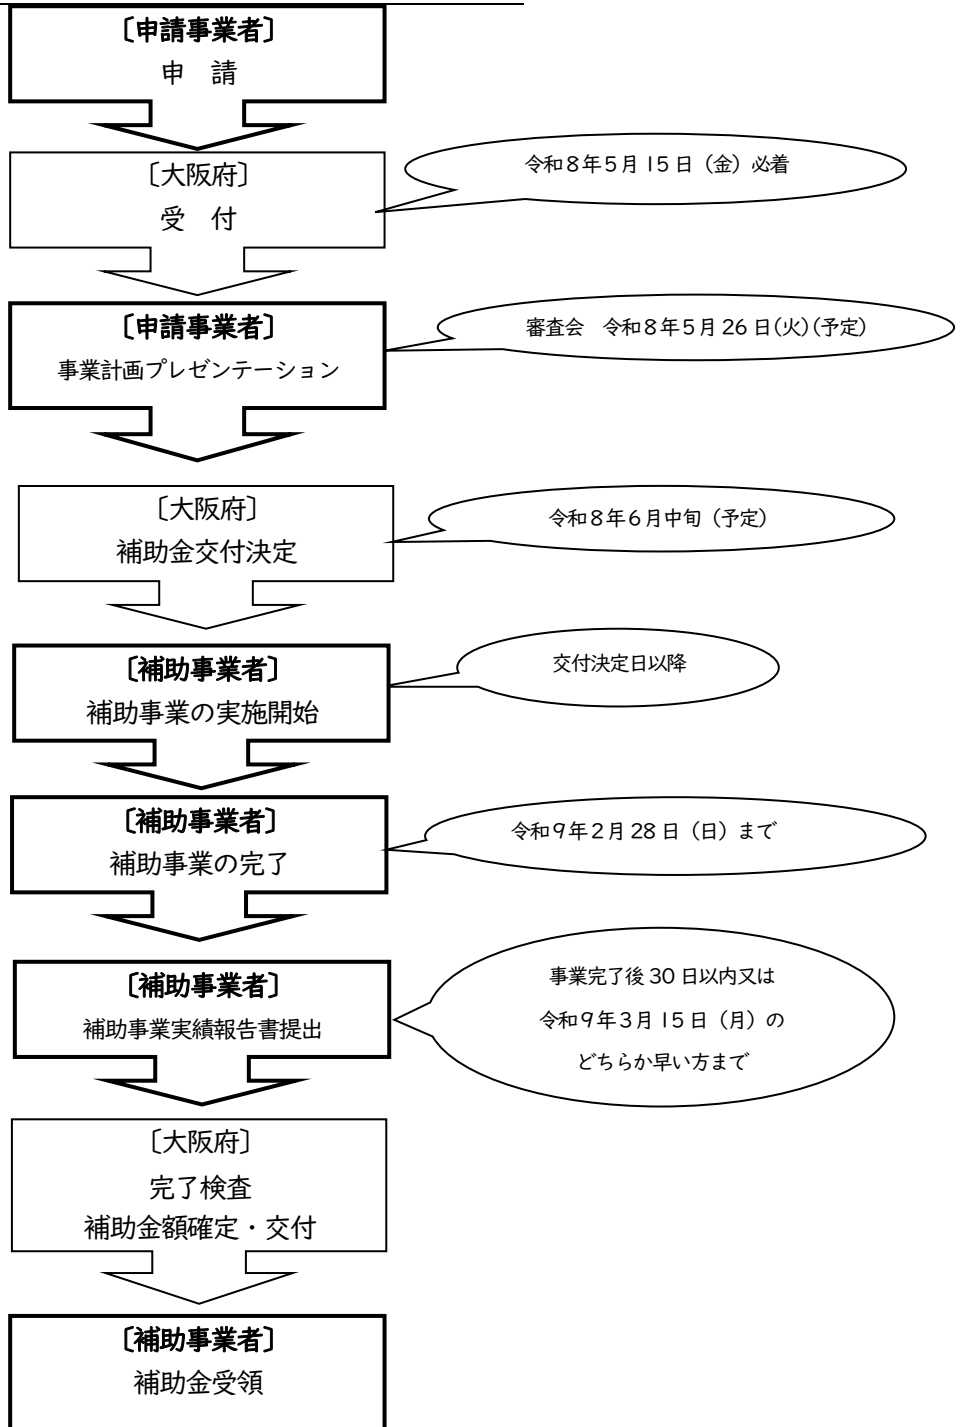 〔申請事業者〕
申　請
〔大阪府〕
受　付
令和8年5月15日（金）必着
〔申請事業者〕
事業計画プレゼンテーション
審査会　令和8年5月26日(火)(予定)
〔大阪府〕
補助金交付決定
令和8年6月中旬（予定）
〔補助事業者〕
補助事業の実施開始
交付決定日以降
〔補助事業者〕
補助事業の完了
令和9年2月28日（日）まで
〔補助事業者〕
補助事業実績報告書提出
事業完了後30日以内又は
令和9年3月15日（月）の
どちらか早い方まで
〔大阪府〕
完了検査
補助金額確定・交付
〔補助事業者〕
補助金受領